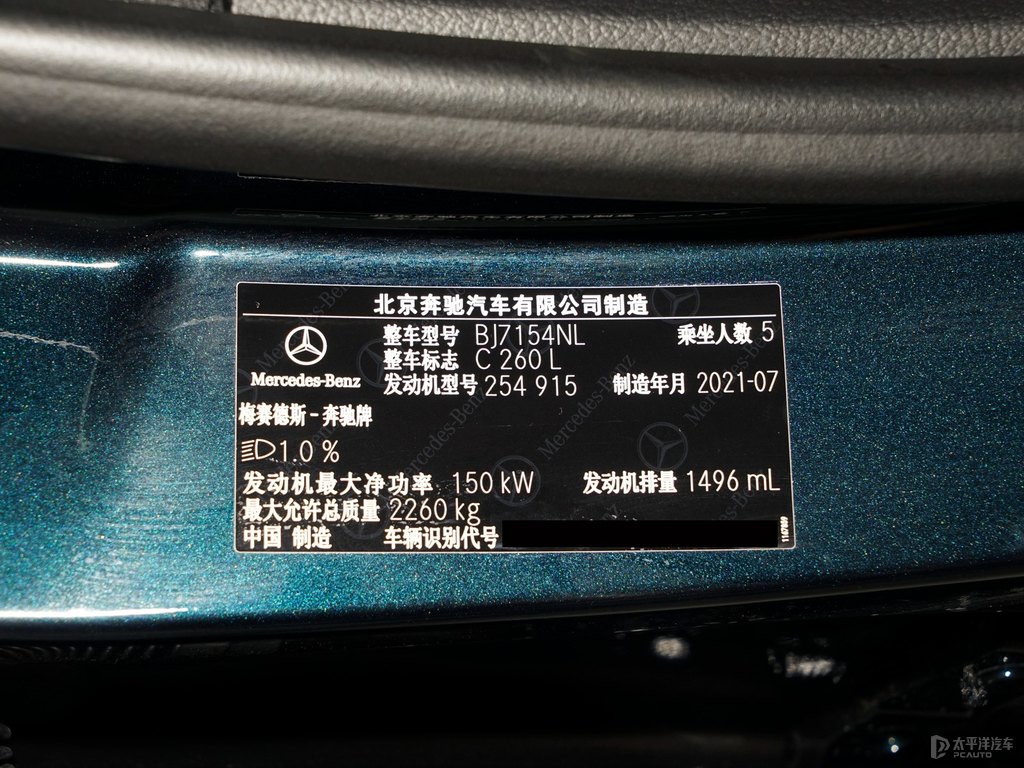 北京奔驰汽车有限公司制造
整车型号 BJ7154NL 乘坐人数 5
整车标志 C 260 L
Mercedes-Benz
发动机型号 254 915 制造年月 2021-07
梅赛德斯-奔驰牌
1.0 %
发动机最大净功率 150 kW 发动机排量 1496 mL
最大允许总质量 2260 kg
中国 制造 车辆识别代号
太平洋汽车
PCAUTO